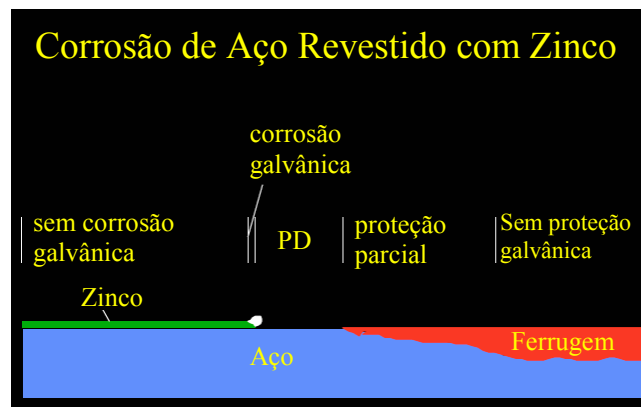 Corrosão de Aço Revestido com Zinco
corrosão
galvânica
sem corrosão
galvânica
PD
proteção
parcial
Sem proteção
galvânica
Zinco
Aço
Ferrugem